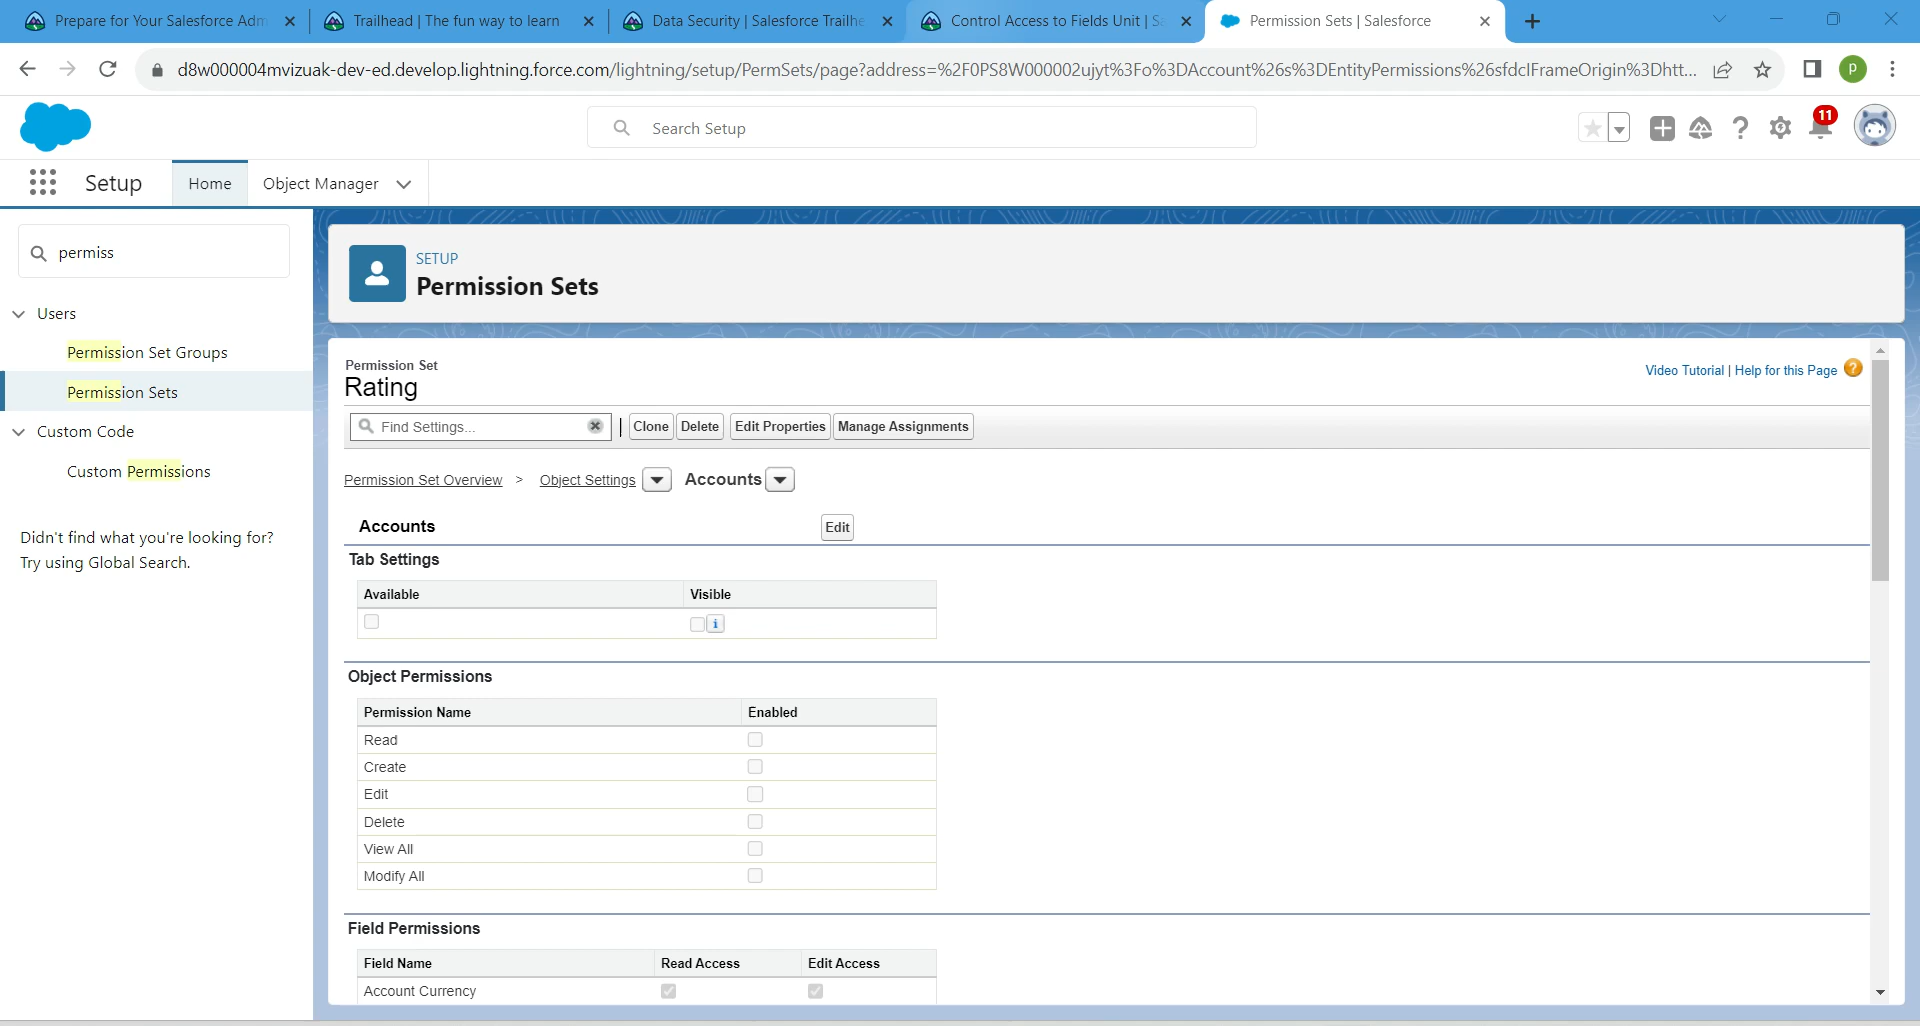 Prepare for Your Salesforce Adm
Trailhead | The fun way to learn
Data Security | Salesforce Trailhe
Control Access to Fields Unit | Sa
Permission Sets | Salesforce
d8w000004mvizuak-dev-ed.develop.lightning.force.com/lightning/setup/PermSets/page?address=%2F0PS8W000002ujyt%3Fo%3DAccount%26s%3DEntityPermissions%26sfdcIFrameOrigin%3Dhtt...
P
Search Setup
11
Setup
Home
Object Manager
permiss
Users
Permission Set Groups
Permission Sets
Custom Code
Custom Permissions
Didn't find what you're looking for?
Try using Global Search.
SETUP
Permission Sets
Permission Set
Rating
Video Tutorial | Help for this Page ?
Find Settings... | Clone Delete Edit Properties Manage Assignments
Permission Set Overview > Object Settings Accounts
Accounts Edit
Tab Settings
Available Visible
i
Object Permissions
Permission Name Enabled
Read
Create
Edit
Delete
View All
Modify All
Field Permissions
Field Name Read Access Edit Access
Account Currency